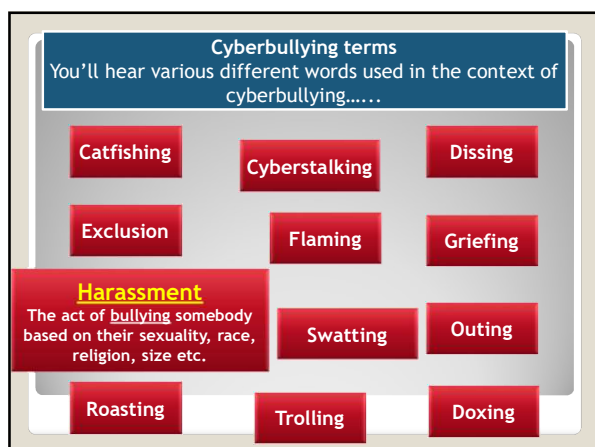 Cyberbullying terms
You'll hear various different words used in the context of
cyberbullying…...
Catfishing
Cyberstalking
Dissing
Exclusion
Flaming
Griefing
Harassment
The act of bullying somebody
based on their sexuality, race,
religion, size etc.
Swatting
Outing
Roasting
Trolling
Doxing